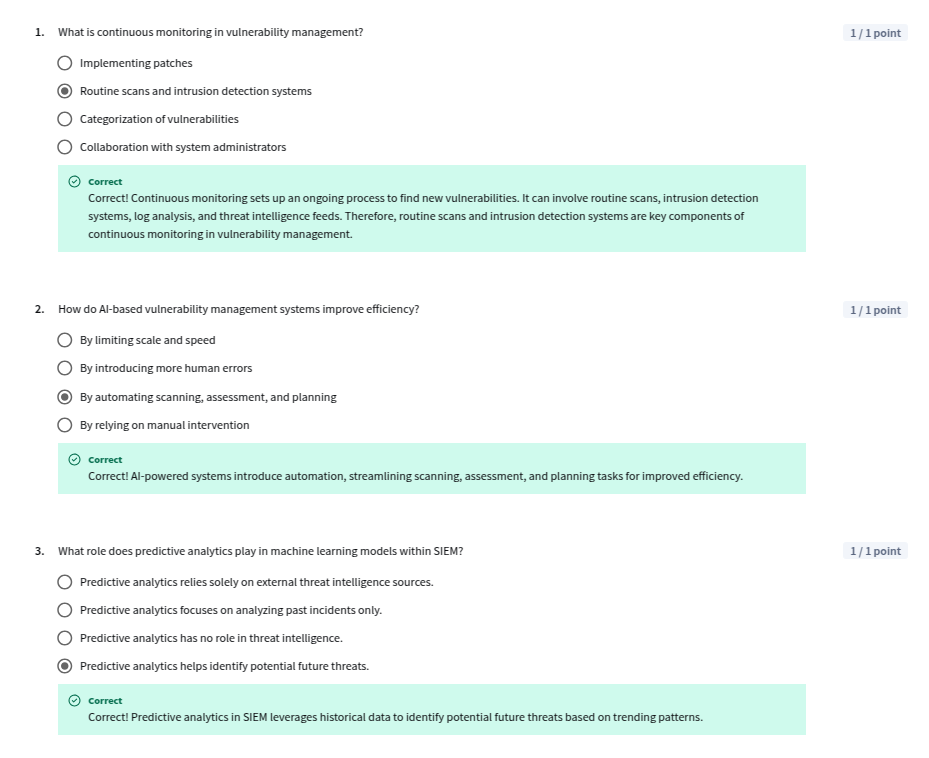 1. What is continuous monitoring in vulnerability management?
1 / 1 point
Implementing patches
Routine scans and intrusion detection systems
Categorization of vulnerabilities
Collaboration with system administrators
Correct
Correct! Continuous monitoring sets up an ongoing process to find new vulnerabilities. It can involve routine scans, intrusion detection
systems, log analysis, and threat intelligence feeds. Therefore, routine scans and intrusion detection systems are key components of
continuous monitoring in vulnerability management.
2. How do AI-based vulnerability management systems improve efficiency?
1 / 1 point
By limiting scale and speed
By introducing more human errors
By automating scanning, assessment, and planning
By relying on manual intervention
Correct
Correct! AI-powered systems introduce automation, streamlining scanning, assessment, and planning tasks for improved efficiency.
3. What role does predictive analytics play in machine learning models within SIEM?
1 / 1 point
Predictive analytics relies solely on external threat intelligence sources.
Predictive analytics focuses on analyzing past incidents only.
Predictive analytics has no role in threat intelligence.
Predictive analytics helps identify potential future threats.
Correct
Correct! Predictive analytics in SIEM leverages historical data to identify potential future threats based on trending patterns.